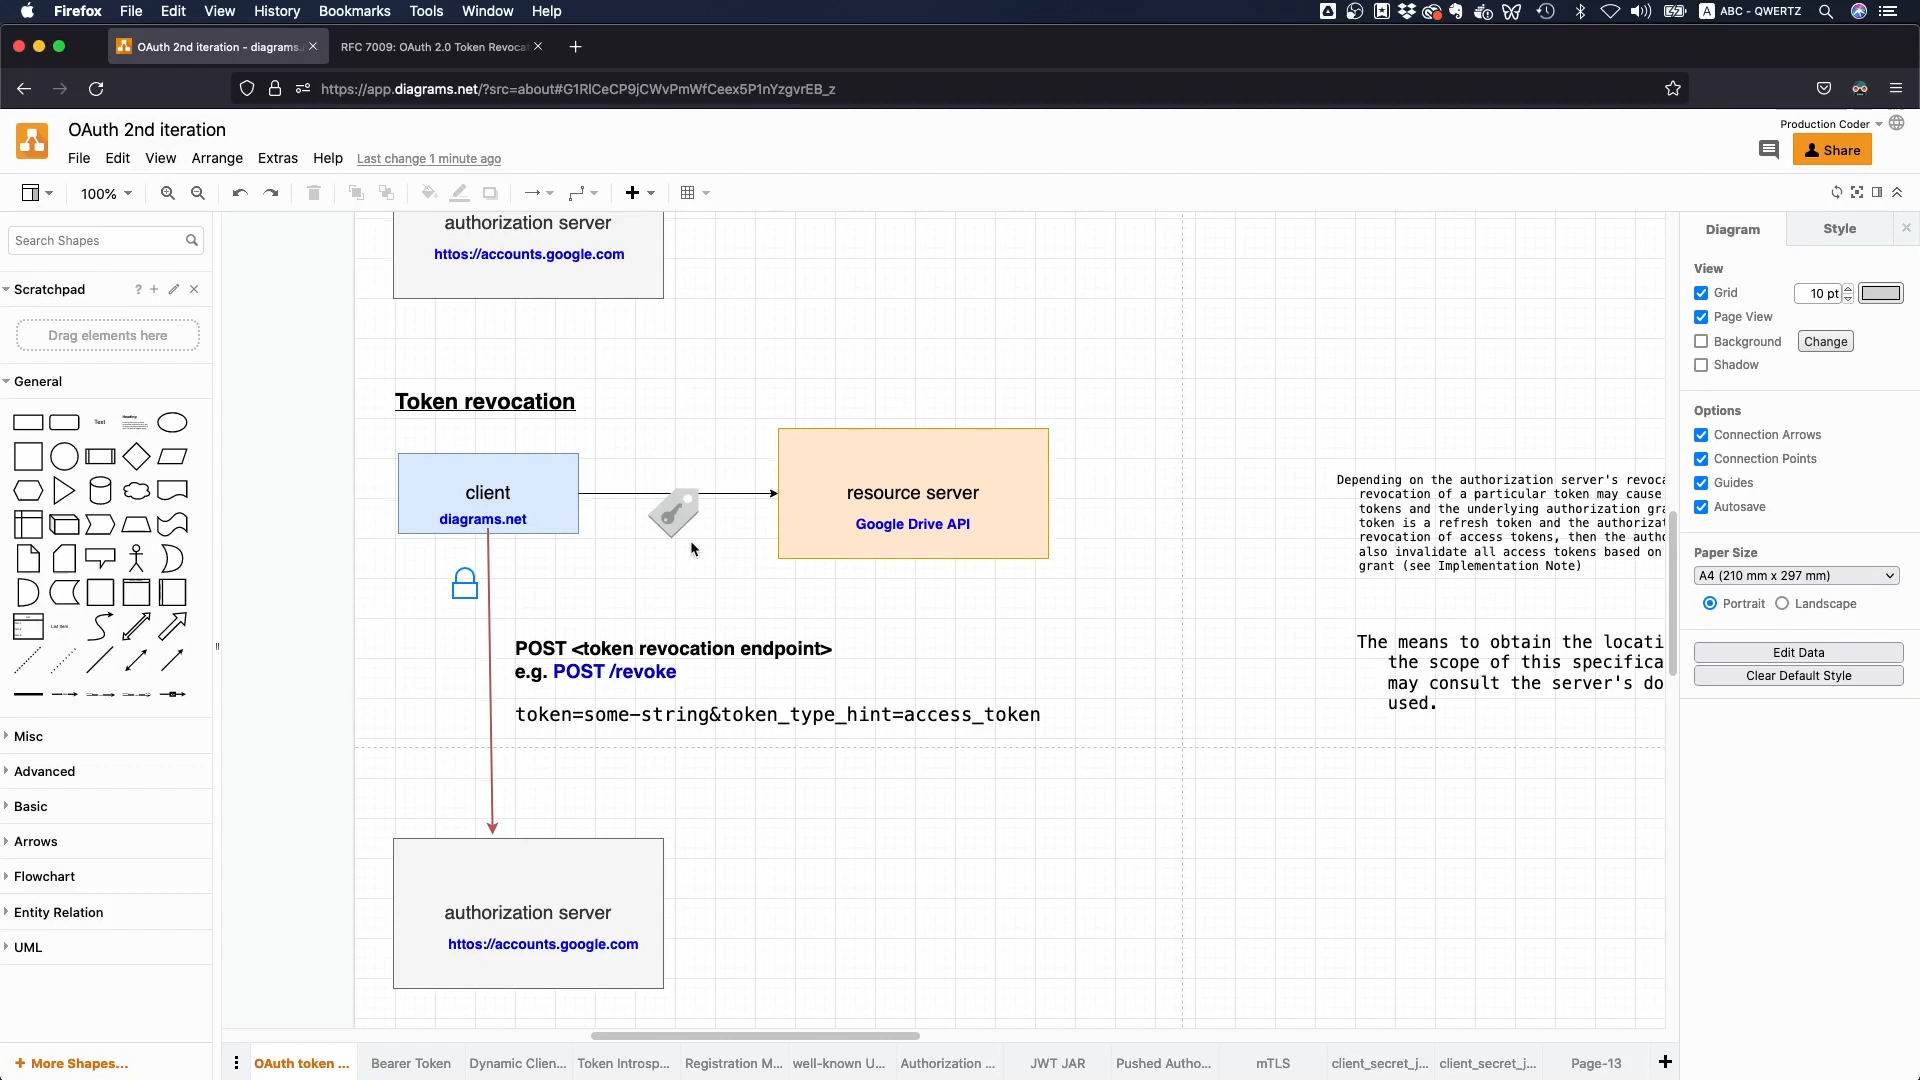 Firefox File Edit View History Bookmarks Tools Window Help
A ABC - QWERTZ
OAuth 2nd iteration - diagrams.
RFC 7009: OAuth 2.0 Token Revocat
https://app.diagrams.net/?src=about#G1RlCeCP9jCWvPmWfCeex5P1nYzgvrEB_z
OAuth 2nd iteration
Production Coder
File Edit View Arrange Extras Help Last change 1 minute ago
Share
100%
Search Shapes
Scratchpad
?
Drag elements here
General
Text
Heading
List Item
Misc
Advanced
Basic
Arrows
Flowchart
Entity Relation
UML
+ More Shapes...
authorization server
httos://accounts.google.com
Token revocation
client
diagrams.net
resource server
Google Drive API
POST <token revocation endpoint>
e.g. POST /revoke
token=some-string&token_type_hint=access_token
authorization server
httos://accounts.google.com
Depending on the authorization server's revoca
revocation of a particular token may cause
tokens and the underlying authorization gra
token is a refresh token and the authorizat
revocation of access tokens, then the autho
also invalidate all access tokens based on
grant (see Implementation Note)
The means to obtain the locati
the scope of this specifica
may consult the server's do
used.
Diagram
Style
View
Grid
10 pt
Page View
Background
Change
Shadow
Options
Connection Arrows
Connection Points
Guides
Autosave
Paper Size
A4 (210 mm x 297 mm)
Portrait
Landscape
Edit Data
Clear Default Style
OAuth token ...
Bearer Token
Dynamic Clien...
Token Introsp...
Registration M...
well-known U...
Authorization ...
JWT JAR
Pushed Autho...
mTLS
client_secret_j...
client_secret_j...
Page-13